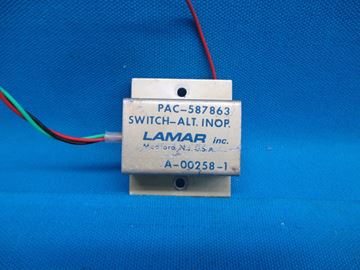 PAC-587863
SWITCH-ALT. INOP.
LAMAR inc.
Medford N.J. U.S.A.
A-00258-1